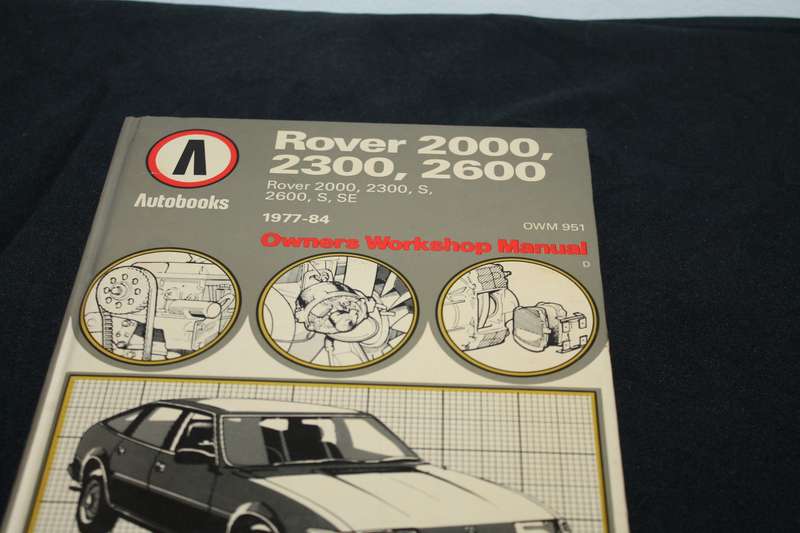 Autobooks
Rover 2000,
2300, 2600
Rover 2000, 2300, S,
2600, S, SE
1977-84
OWM 951
Owners Workshop Manual
D